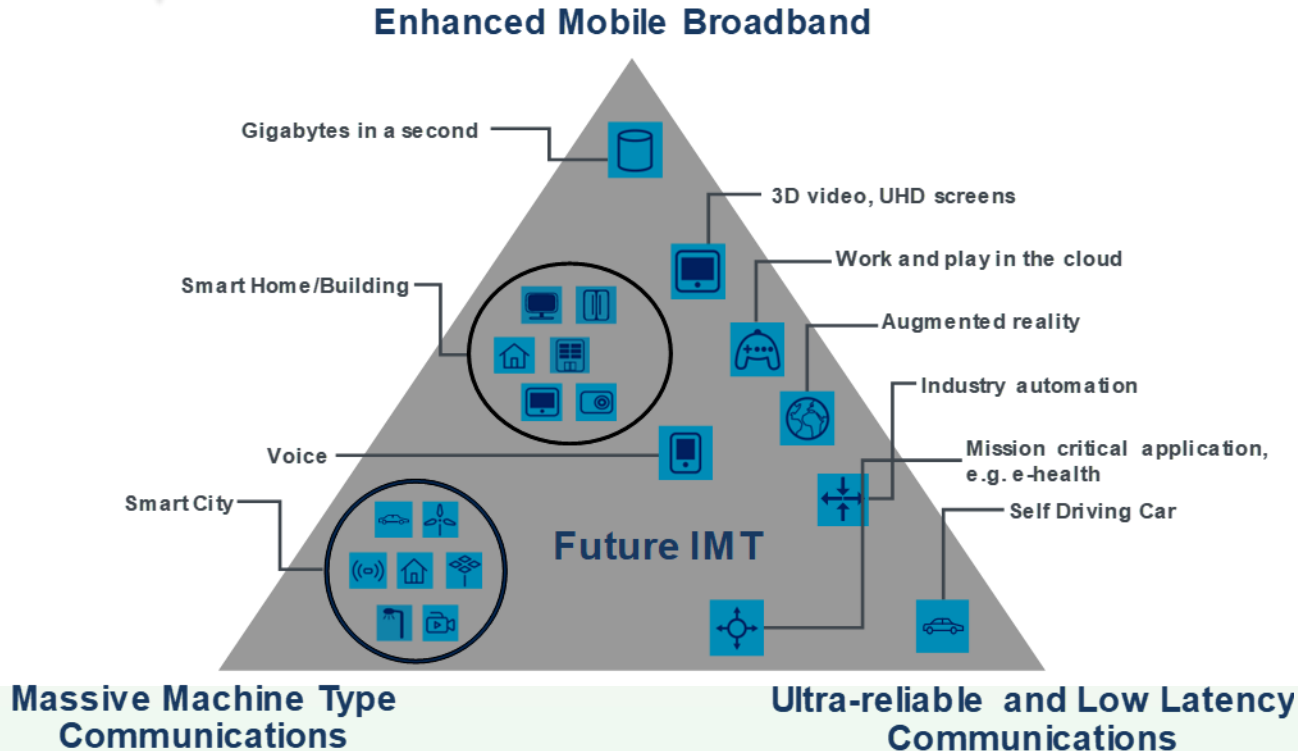 Enhanced Mobile Broadband
Gigabytes in a second
3D video, UHD screens
Work and play in the cloud
Smart Home/Building
Augmented reality
Industry automation
Mission critical application,
e.g. e-health
Voice
Smart City
Self Driving Car
Future IMT
Massive Machine Type
Communications
Ultra-reliable and Low Latency
Communications